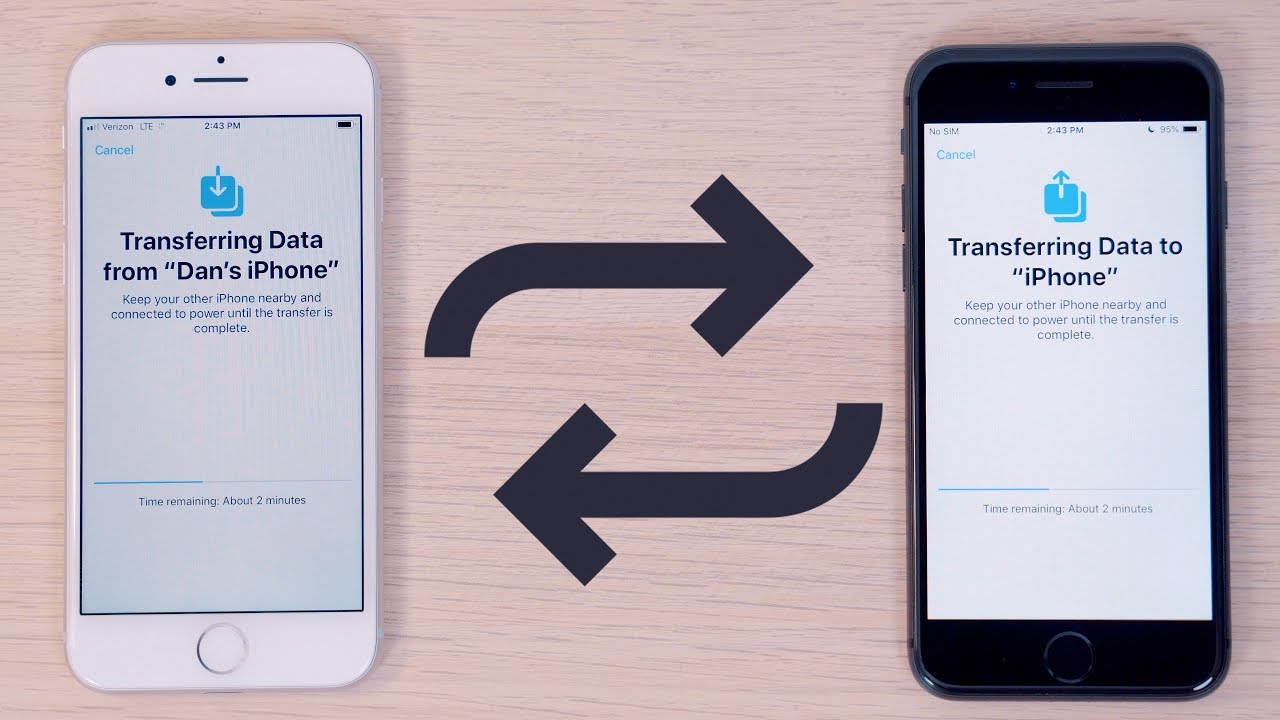 Verizon LTE 2:43 PM
Cancel
Transferring Data
from “Dan’s iPhone”
Keep your other iPhone nearby and
connected to power until the transfer is
complete.
Time remaining: About 2 minutes
No SIM 2:43 PM 95%
Cancel
Transferring Data to
“iPhone”
Keep your other iPhone nearby and
connected to power until the transfer is
complete.
Time remaining: About 2 minutes